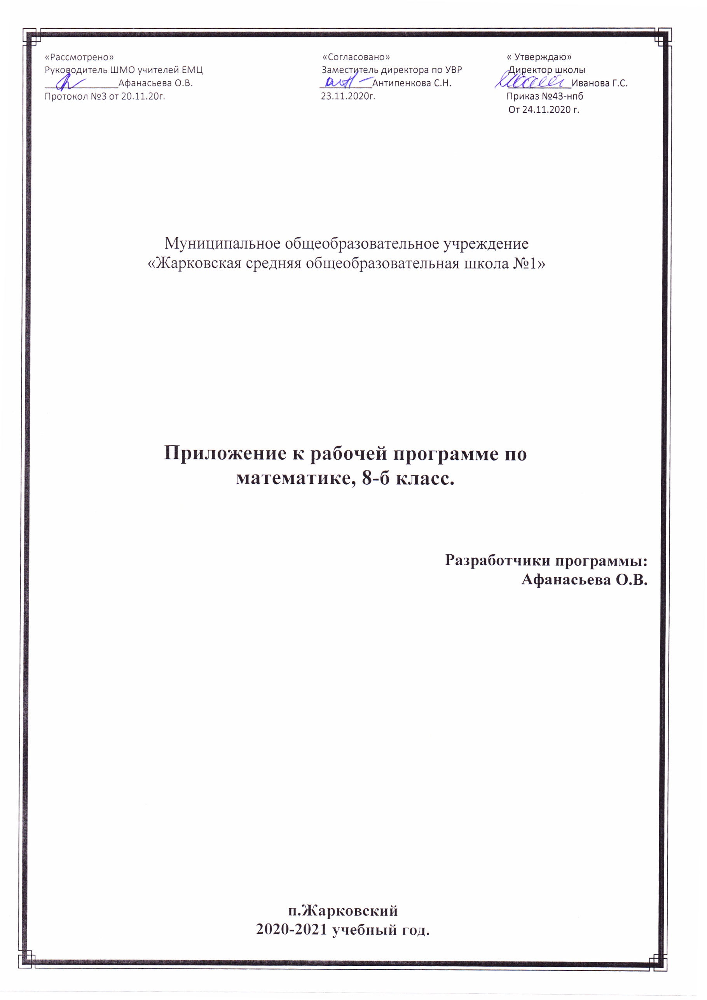 «Рассмотрено»
Руководитель ШМО учителей ЕМЦ
______________Афанасьева О.В.
Протокол №3 от 20.11.20г.
«Согласовано»
Заместитель директора по УВР
__________Антипенкова С.Н.
23.11.2020г.
« Утверждаю»
Директор школы
____________Иванова Г.С.
Приказ №43-нпб
От 24.11.2020 г.
Муниципальное общеобразовательное учреждение
«Жарковская средняя общеобразовательная школа №1»
Приложение к рабочей программе по
математике, 8-б класс.
Разработчики программы:
Афанасьева О.В.
п.Жарковский
2020-2021 учебный год.